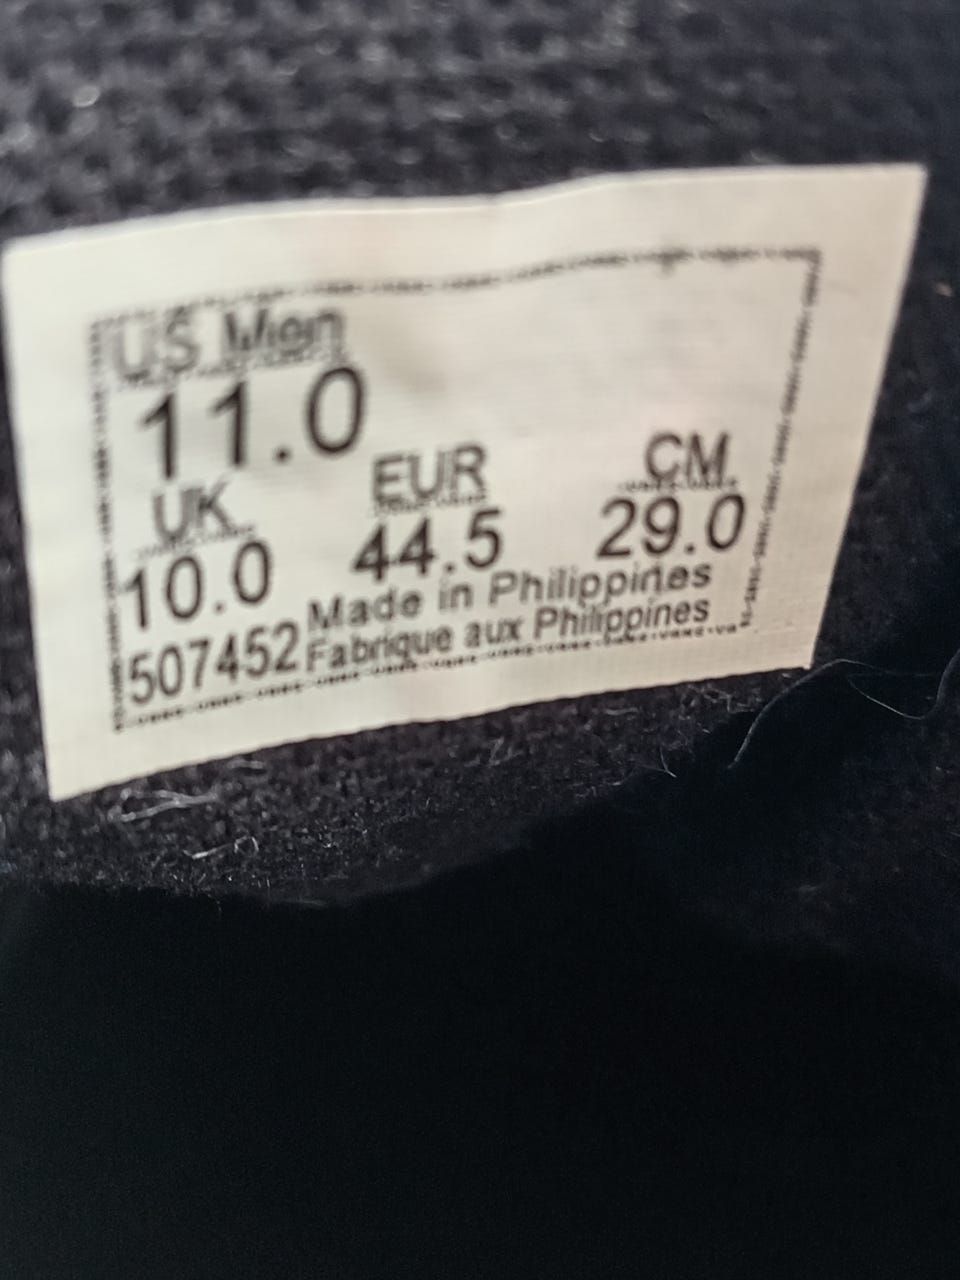 US Men
11.0
UK EUR CM
10.0 44.5 29.0
Made in Philippines
507452 Fabrique aux Philippines